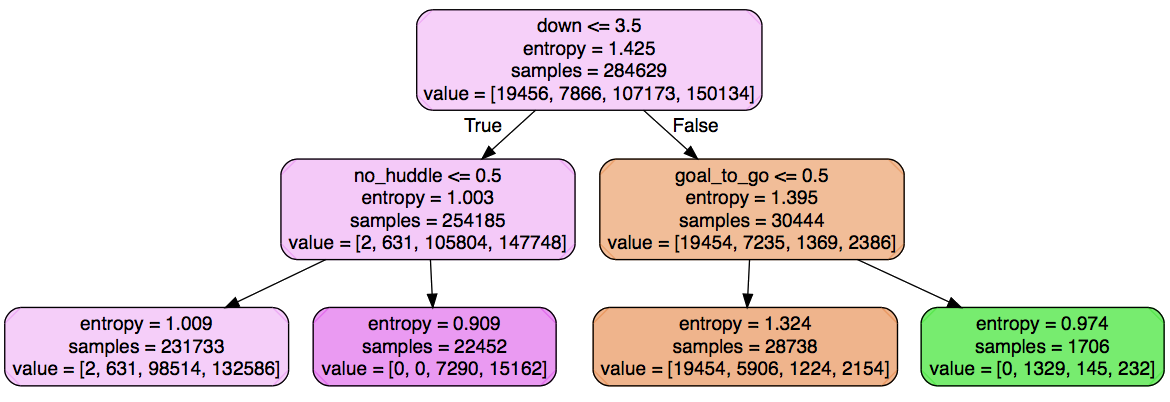 down <= 3.5
entropy = 1.425
samples = 284629
value = [19456, 7866, 107173, 150134]
True
False
no_huddle <= 0.5
entropy = 1.003
samples = 254185
value = [2, 631, 105804, 147748]
goal_to_go <= 0.5
entropy = 1.395
samples = 30444
value = [19454, 7235, 1369, 2386]
entropy = 1.009
samples = 231733
value = [2, 631, 98514, 132586]
entropy = 0.909
samples = 22452
value = [0, 0, 7290, 15162]
entropy = 1.324
samples = 28738
value = [19454, 5906, 1224, 2154]
entropy = 0.974
samples = 1706
value = [0, 1329, 145, 232]